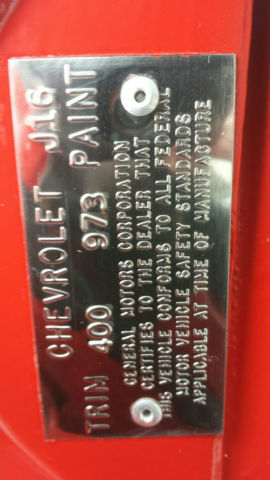 CHEVROLET J16
TRIM 400 973 PAINT
GENERAL MOTORS CORPORATION
CERTIFIES TO THE DEALER THAT
THIS VEHICLE CONFORMS TO ALL FEDERAL
MOTOR VEHICLE SAFETY STANDARDS
APPLICABLE AT TIME OF MANUFACTURE